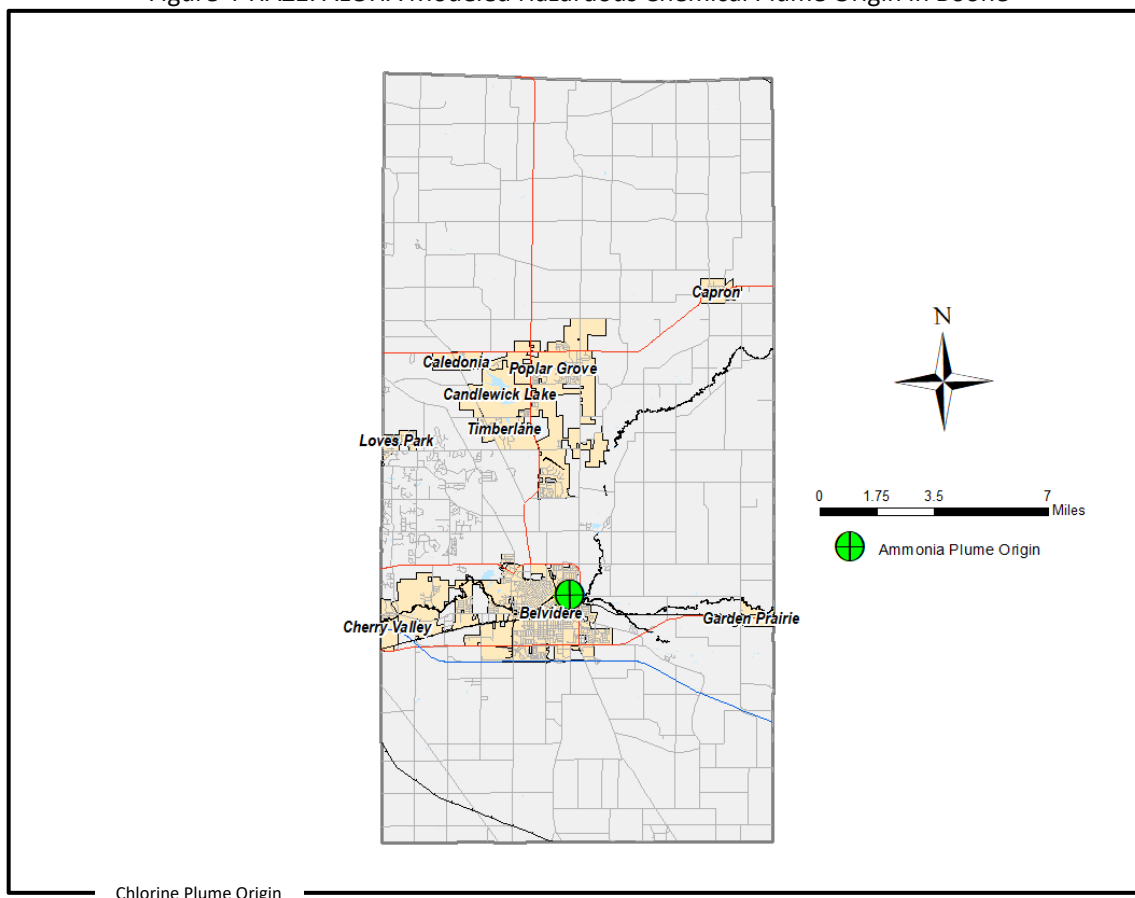 Capron
N
Caledonia
Poplar Grove
Candlewick Lake
Timberlane
Loves Park
0 1.75 3.5 7
Miles
Ammonia Plume Origin
Belvidere
Cherry Valley
Garden Prairie
Chlorine Plume Origin